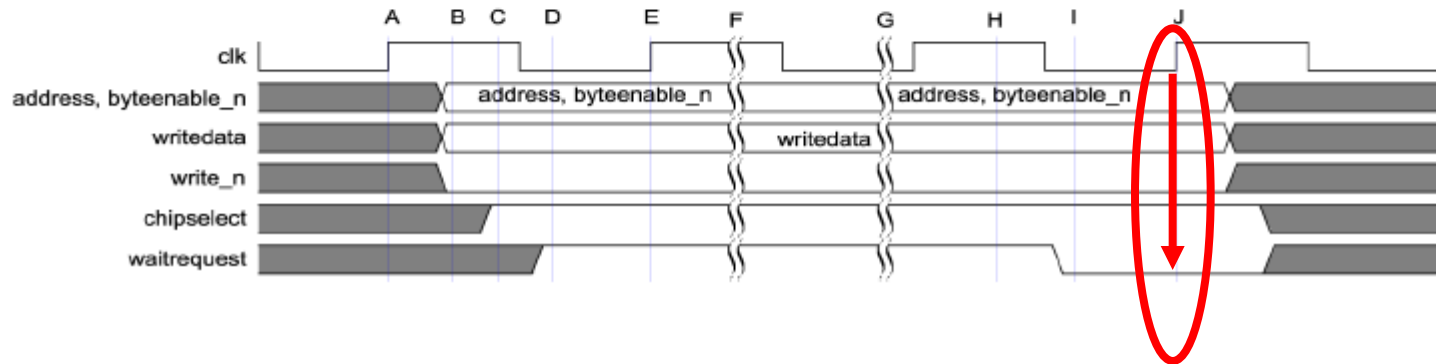 A B C D E F G H I J
clk
address, byteenable_n address, byteenable_n address, byteenable_n
writedata writedata
write_n
chipselect
waitrequest